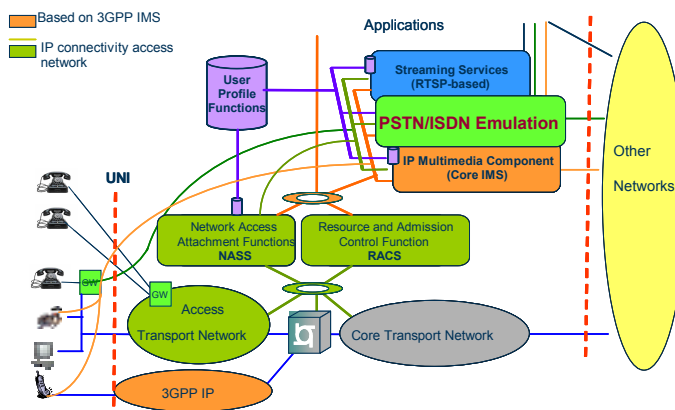 Based on 3GPP IMS
IP connectivity access
network
Applications
User
Profile
Functions
Streaming Services
(RTSP-based)
PSTN/ISDN Emulation
IP Multimedia Component
(Core IMS)
Other
Networks
UNI
Network Access
Attachment Functions
NASS
Resource and Admission
Control Function
RACS
GW
GW
Access
Transport Network
Core Transport Network
3GPP IP